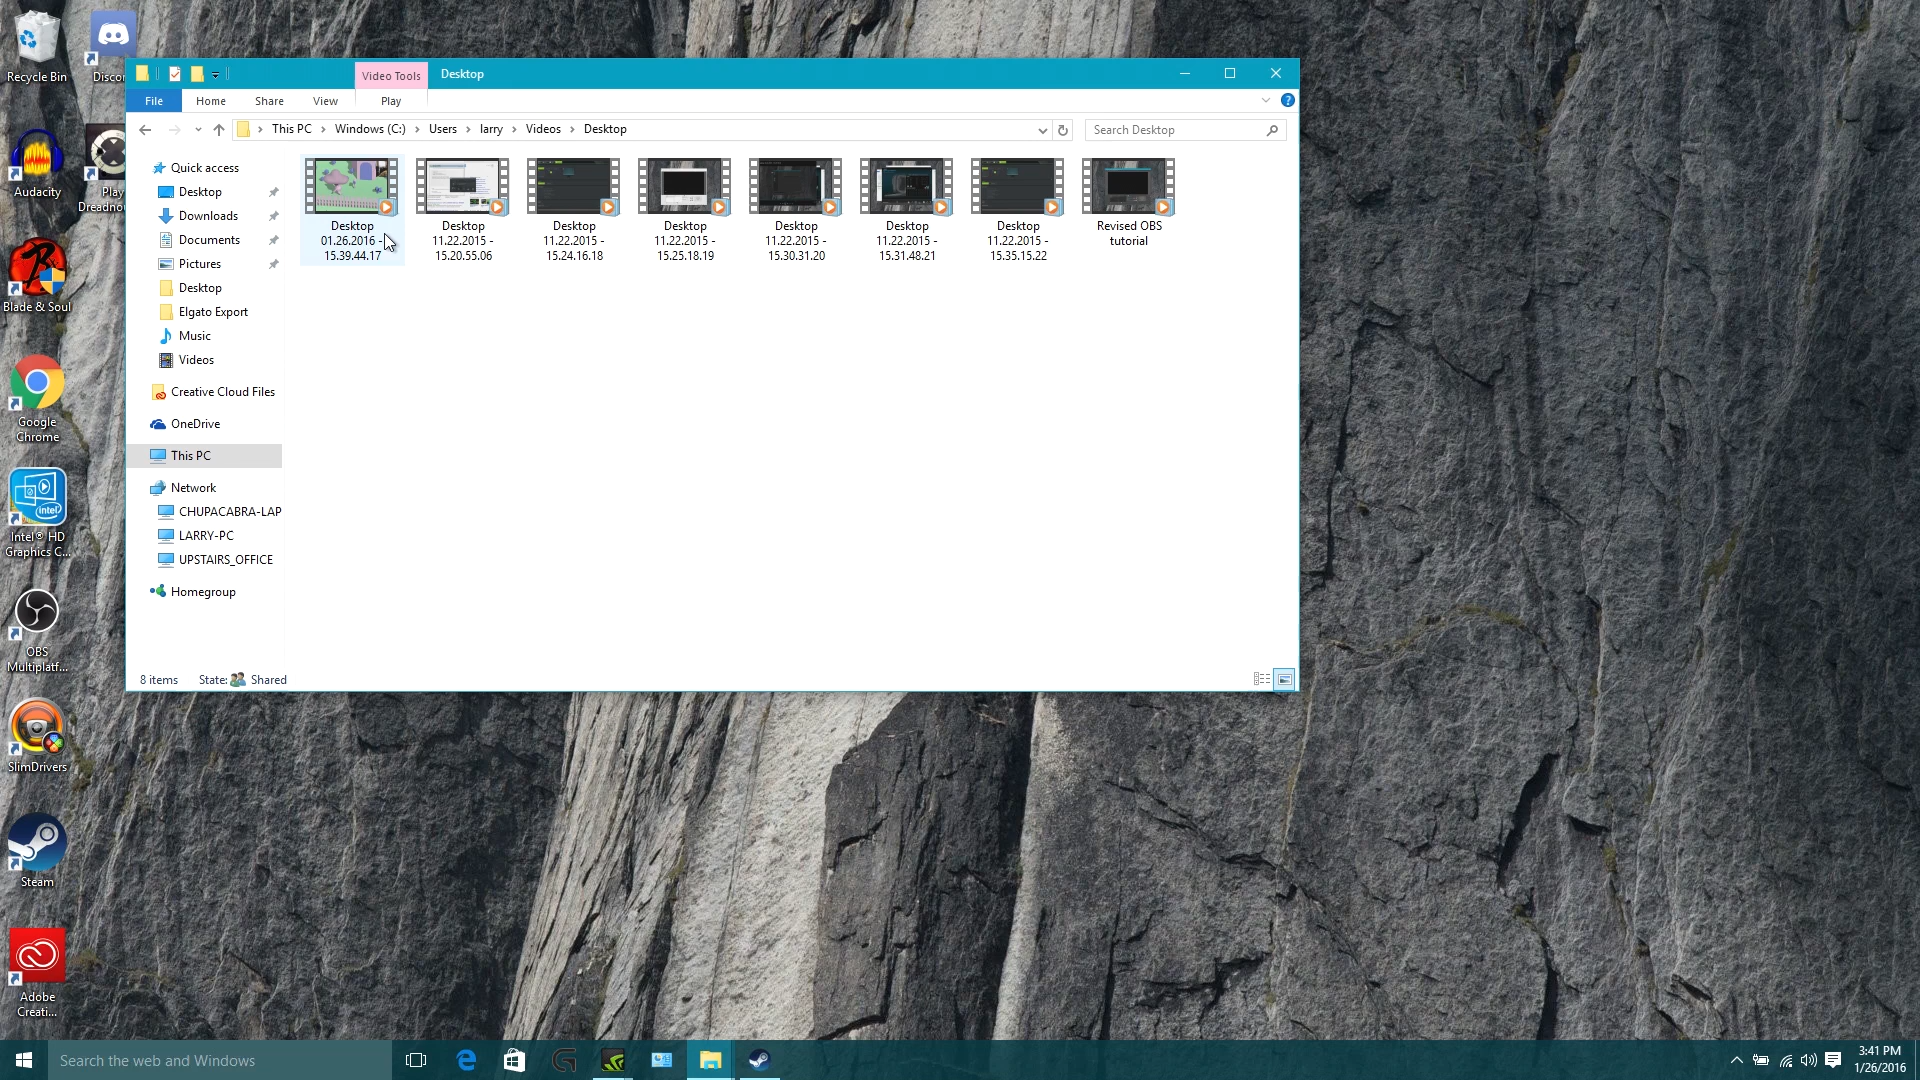 Recycle Bin
Discor
Audacity
Play
Dreadnou
Blade & Soul
Google
Chrome
intel
Intel® HD
Graphics C...
OBS
Multiplatf...
SlimDrivers
Steam
Adobe
Creati...
Video Tools
Desktop
File
Home
Share
View
Play
This PC
Windows (C:)
Users
larry
Videos
Desktop
Search Desktop
Quick access
Desktop
Downloads
Documents
Pictures
Desktop
Elgato Export
Music
Videos
Creative Cloud Files
OneDrive
This PC
Network
CHUPACABRA-LAP
LARRY-PC
UPSTAIRS_OFFICE
Homegroup
Desktop
01.26.2016 -
15.39.44.17
Desktop
11.22.2015 -
15.20.55.06
Desktop
11.22.2015 -
15.24.16.18
Desktop
11.22.2015 -
15.25.18.19
Desktop
11.22.2015 -
15.30.31.20
Desktop
11.22.2015 -
15.31.48.21
Desktop
11.22.2015 -
15.35.15.22
Revised OBS
tutorial
8 items
State:
Shared
Search the web and Windows
3:41 PM
1/26/2016